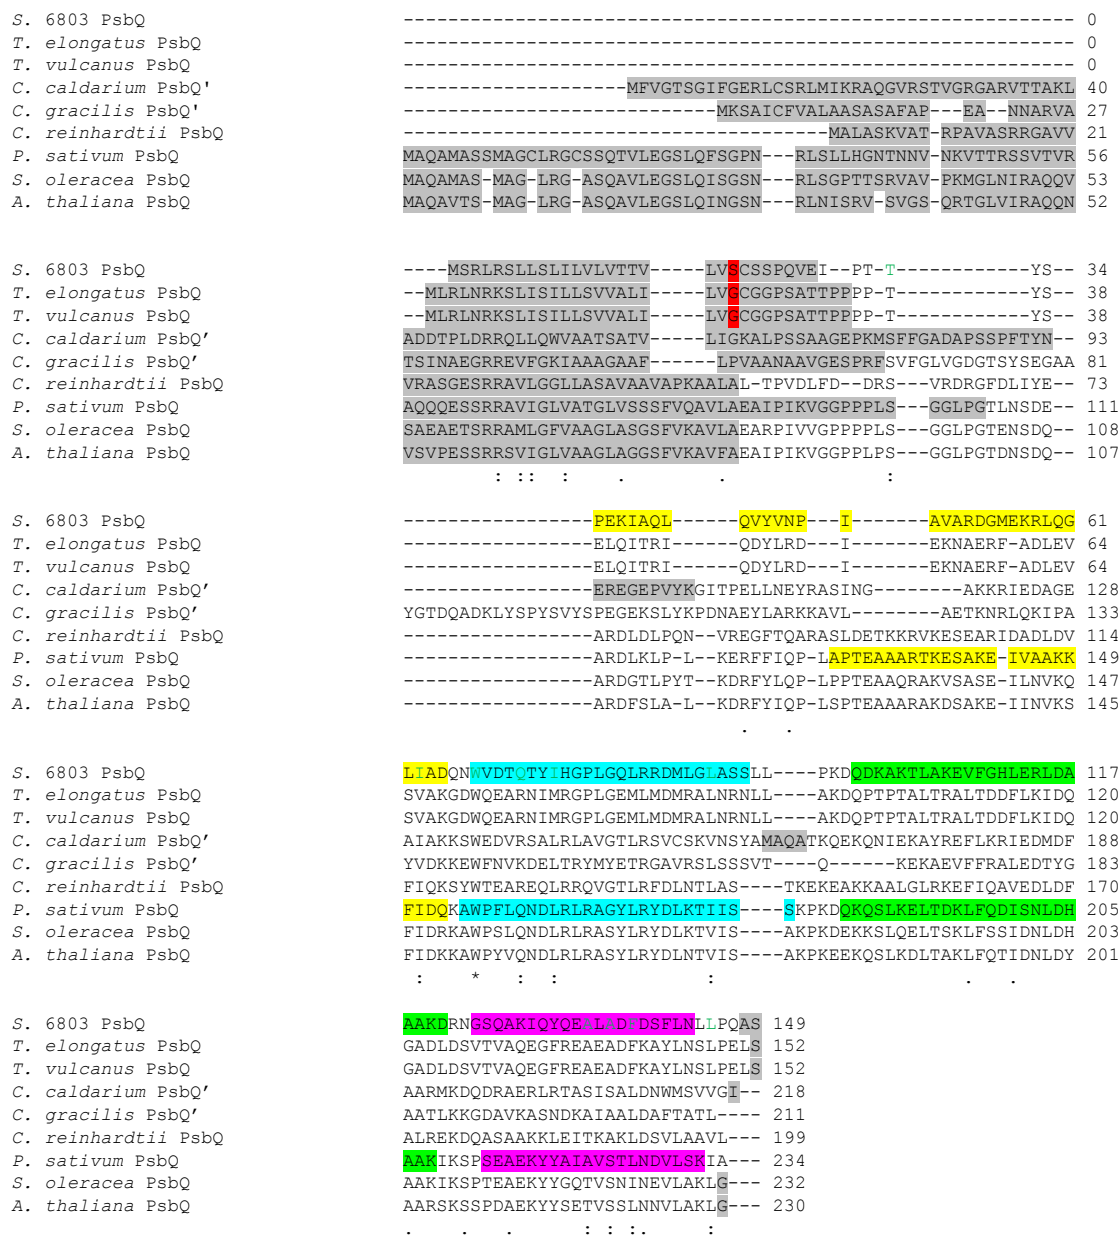 S. 6803 PsbQ ------------------------------------------------------------ 0
T. elongatus PsbQ ------------------------------------------------------------ 0
T. vulcanus PsbQ ------------------------------------------------------------ 0
C. caldarium PsbQ' --------------------MFVGTSGIFGERLCSRLMIKRAQGVRSTVGRGARVTTAKL 40
C. gracilis PsbQ' ----------------------------MKSAICFVALAASASAFAP---EA--NNARVA 27
C. reinhardtii PsbQ --------------------------------------MALASKVAT-RPAVASRRGAVV 21
P. sativum PsbQ MAQAMASSMAGCLRGCSSQTVLEGSLQFSGPN---RLSLLHGNTNNV-NKVTTRSSVTVR 56
S. oleracea PsbQ MAQAMAS-MAG-LRG-ASQAVLEGSLQISGSN---RLSGPTTSRVAV-PKMGLNIRAQQV 53
A. thaliana PsbQ MAQAVTS-MAG-LRG-ASQAVLEGSLQINGSN---RLNISRV-SVGS-QRTGLVIRAQQN 52
S. 6803 PsbQ ----MSRLRSLLSLILVLVTTV-----LVSCSSPQVEI--PT-T------------YS-- 34
T. elongatus PsbQ --MLRLNRKSLISILLSVVALI-----LVGCGGPSATTPPPP-T------------YS-- 38
T. vulcanus PsbQ --MLRLNRKSLISILLSVVALI-----LVGCGGPSATTPPPP-T------------YS-- 38
C. caldarium PsbQ’ ADDTPLDRRQLLQWVAATSATV-----LIGKALPSSAAGEPKMSFFGADAPSSPFTYN-- 93
C. gracilis PsbQ’ TSINAEGRREVFGKIAAAGAAF------LPVAANAAVGESPRFSVFGLVGDGTSYSEGAA 81
C. reinhardtii PsbQ VRASGESRRAVLGGLLASAVAAVAPKAALAL-TPVDLFD--DRS---VRDRGFDLIYE-- 73
P. sativum PsbQ AQQQESSRRAVIGLVATGLVSSSFVQAVLAEAIPIKVGGPPPLS---GGLPGTLNSDE-- 111
S. oleracea PsbQ SAEAETSRRAMLGFVAAGLASGSFVKAVLAEARPIVVGGPPPPLS---GGLPGTENSDQ-- 108
A. thaliana PsbQ VSVPESSRRSVIGLVAAGLAGGSFVKAVFAEAIPIKVGGPPLPS---GGLPGTDNSDQ-- 107
: :: : . . :
S. 6803 PsbQ -----------------PEKIAQL------QVYVNP---I-------AVARDGMEKRLQG 61
T. elongatus PsbQ -----------------ELQITRI------QDYLRD---I-------EKNAERF-ADLEV 64
T. vulcanus PsbQ -----------------ELQITRI------QDYLRD---I-------EKNAERF-ADLEV 64
C. caldarium PsbQ’ -----------------EREGEPVYKGITPELLNEYRASING--------AKKRIEDAGE 128
C. gracilis PsbQ’ YGTDQADKLYSPYSVYSPEGEKSLYKPDNAEYLARKKAVL--------AETKNRLQKIPA 133
C. reinhardtii PsbQ -----------------ARDLDLPQN--VREGFTQARASLDETKKRVKESEARIDADLDV 114
P. sativum PsbQ -----------------ARDLKLP-L--KERFFIQP-LAPTEAAARTKESAKE-IVAAKK 149
S. oleracea PsbQ -----------------ARDGTLPYT--KDRFYLQP-LPPTEAAQRAKVSASE-ILNVKQ 147
A. thaliana PsbQ -----------------ARDFSLA-L--KDRFYIQP-LSPTEAAARAKDSAKE-IINVKS 145
. .
S. 6803 PsbQ LIADQNWVDTQTYIHGPLGQLRRDMLGLASSLL----PKDQDKAKTLAKEVFGHLERLDA 117
T. elongatus PsbQ SVAKGDWQEARNIMRGPLGEMLMDMRALNRNLL----AKDQPTPTALTRALTDDFLKIDQ 120
T. vulcanus PsbQ SVAKGDWQEARNIMRGPLGEMLMDMRALNRNLL----AKDQPTPTALTRALTDDFLKIDQ 120
C. caldarium PsbQ’ AIAKKSWEDVRSALRLAVGTLRSVCSKVNSYAMAQATKQEKQNIEKAYREFLKRIEDMDF 188
C. gracilis PsbQ’ YVDKKEWFNVKDELTRYMYETRGAVRSLSSSVT---Q------KEKAEVFFRALEDTYG 183
C. reinhardtii PsbQ FIQKSYWTEAREQLRRQVGTLRFDLNTLAS----TKEKEAKKAALGLRKEFIQAVEDLDF 170
P. sativum PsbQ FIDQKAWPFLQNDLRLRAGYLRYDLKTIIS----SKPKDQKQSLKELTDKLFQDISNLDH 205
S. oleracea PsbQ FIDRKAWPSLQNDLRLRASYLRYDLKTVIS----AKPKDEKKSLQELTSKLFSSIDNLDH 203
A. thaliana PsbQ FIDKKAWPYVQNDLRLRASYLRYDLNTVIS----AKPKEEKQSLKDLTAKLFQTIDNLDY 201
: * : : : . .
S. 6803 PsbQ AAKDRNGSQAKIQYQEALADFDSFLNLLPQAS 149
T. elongatus PsbQ GADLDSVTVAQEGFREAEADFKAYLNSLPELS 152
T. vulcanus PsbQ GADLDSVTVAQEGFREAEADFKAYLNSLPELS 152
C. caldarium PsbQ’ AARMKDQDRAERLRTASISALDNWMSVVGI-- 218
C. gracilis PsbQ’ AATLKKGDAVKASNDKAIAALDAFTATL---- 211
C. reinhardtii PsbQ ALREKDQASAAKKLEITKAKLDSVLAAVL--- 199
P. sativum PsbQ AAKIKSPSEAEKYYAIAVSTLNDVLSKIA--- 234
S. oleracea PsbQ AAKIKSPTEAEKYYGQTVSNINEVLAKLG--- 232
A. thaliana PsbQ AARSKSSPDAEKYYSETVSSLNNVLAKLG--- 230
. . . : : :. :